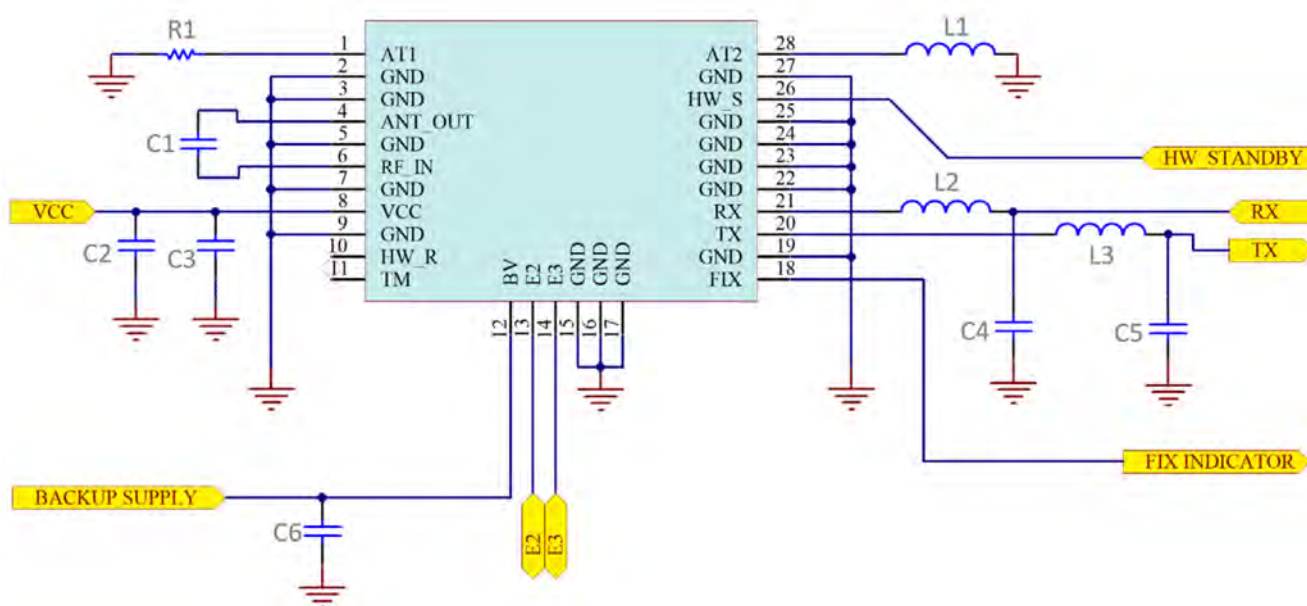 R1
L1
1
AT1
AT2
28
2
GND
GND
27
3
GND
HW_S
26
4
ANT_OUT
GND
25
C1
5
GND
GND
24
6
RF_IN
GND
23
HW_STANDBY
7
GND
GND
22
L2
VCC
8
VCC
RX
21
RX
9
GND
TX
20
L3
TX
C2
C3
10
HW_R
GND
19
11
TM
FIX
18
BV
E2
E3
GND
GND
GND
12
13
14
15
16
17
C4
C5
FIX INDICATOR
BACKUP SUPPLY
C6
E2
E3